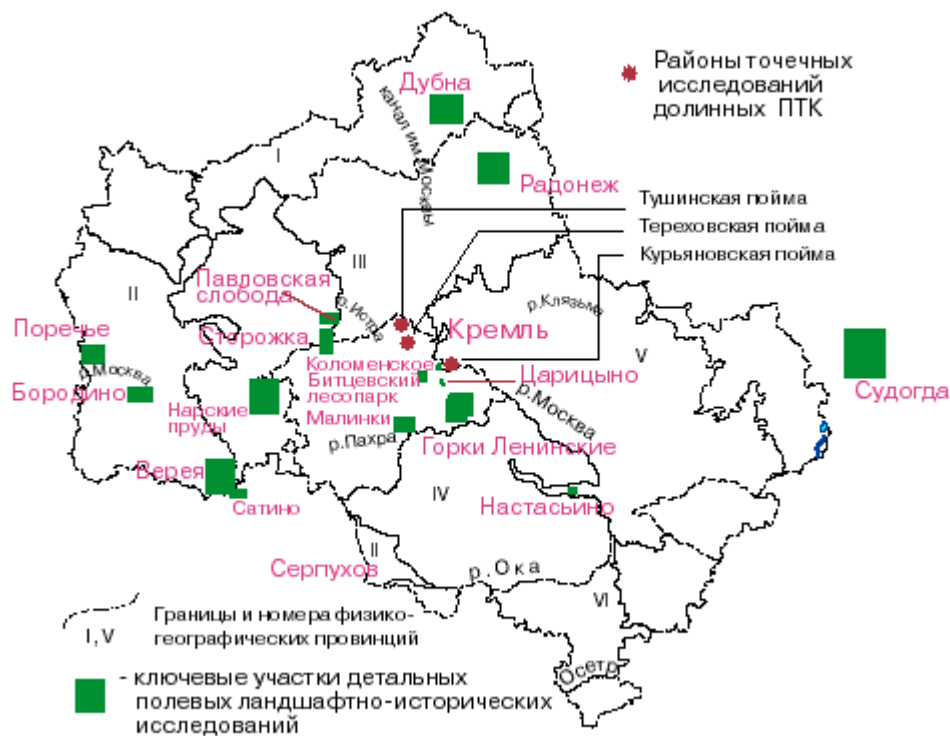 Районы точечных
исследований
долинных ПТК
Дубна
канал им. Москвы
I
Радонеж
Тушинская пойма
Тереховская пойма
Курьяновская пойма
III
II
Павловская
слобода
р.Истра
р.Клязьма
Поречье
Сторожка
Кремль
V
Коломенское
р.Москва
Битцевский
лесопарк
Царицыно
Судогда
Бородино
Нарские
пруды
Малинки
р.Москва
р.Пахра
Горки Ленинские
Верея
IV
Сатино
Настасьино
II
Серпухов
р.Ока
VI
Границы и номера физико-
I, V
географических провинций
Осетр
- ключевые участки детальных
полевых ландшафтно-исторических
исследований